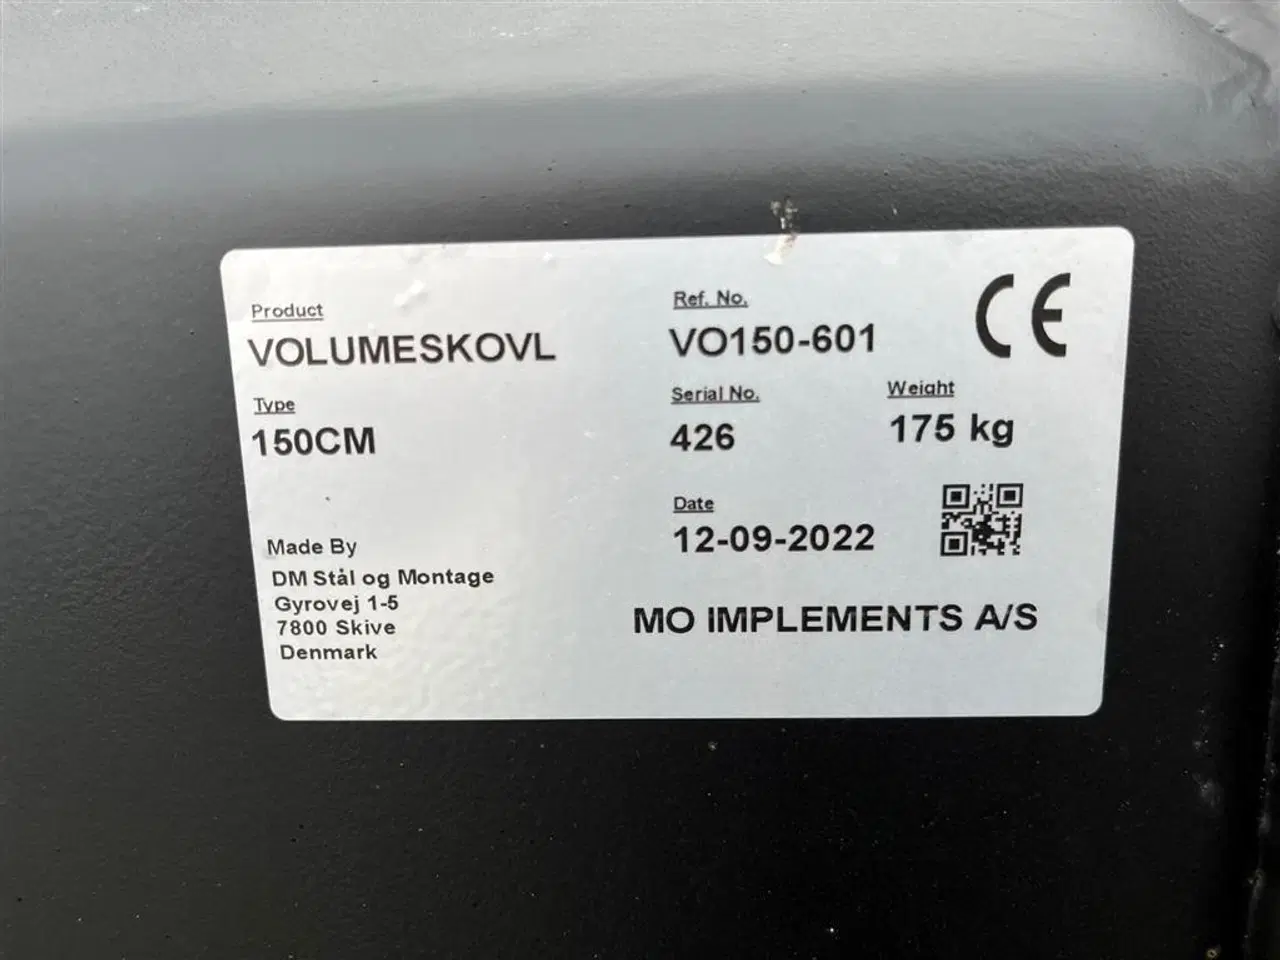 Product
VOLUMESKOVL
Type
150CM
Made By
DM Stål og Montage
Gyrovej 1-5
7800 Skive
Denmark
Ref. No.
VO150-601
CE
Serial No.
426
Weight
175 kg
Date
12-09-2022
MO IMPLEMENTS A/S